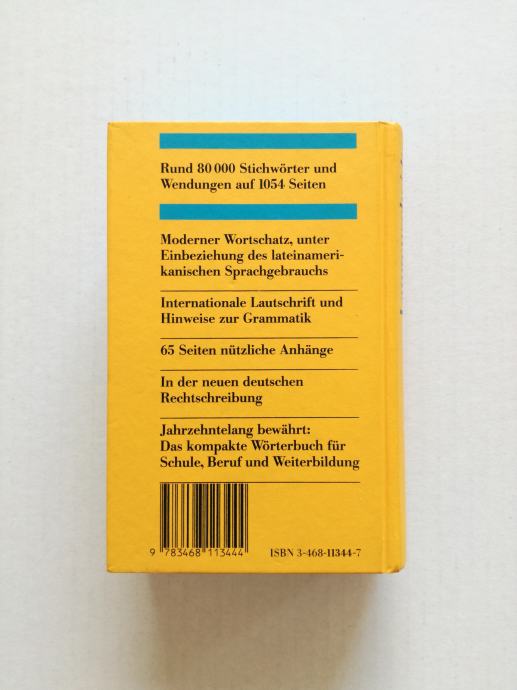 Rund 80 000 Stichwörter und
Wendungen auf 1054 Seiten
Moderner Wortschatz, unter
Einbeziehung des lateinameri-
kanischen Sprachgebrauchs
Internationale Lautschrift und
Hinweise zur Grammatik
65 Seiten nützliche Anhänge
In der neuen deutschen
Rechtschreibung
Jahrzehntelang bewährt:
Das kompakte Wörterbuch für
Schule, Beruf und Weiterbildung
9 783468 113444
ISBN 3-468-11344-7